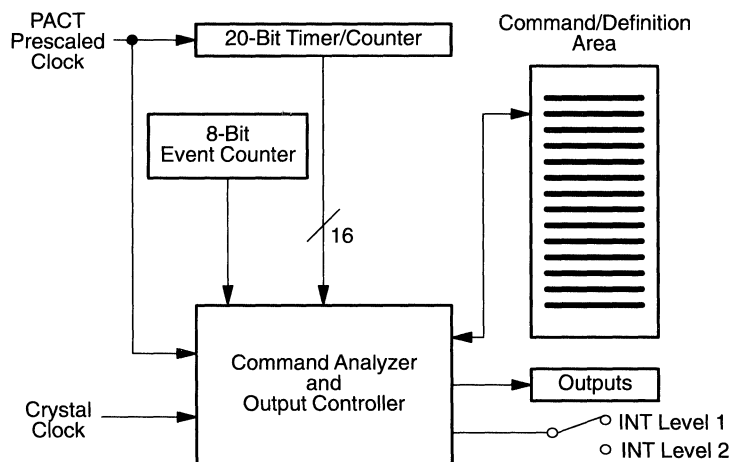 PACT
Prescaled
Clock
20-Bit Timer/Counter
Command/Definition
Area
8-Bit
Event Counter
16
Command Analyzer
and
Output Controller
Crystal
Clock
Outputs
INT Level 1
INT Level 2